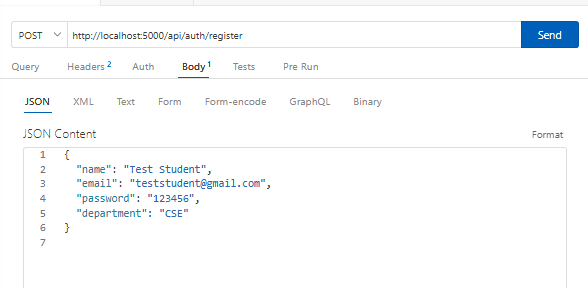 POST http://localhost:5000/api/auth/register Send
Query Headers 2 Auth Body 1 Tests Pre Run
JSON XML Text Form Form-encode GraphQL Binary
JSON Content Format
1 {
2 "name": "Test Student",
3 "email": "teststudent@gmail.com",
4 "password": "123456",
5 "department": "CSE"
6 }
7